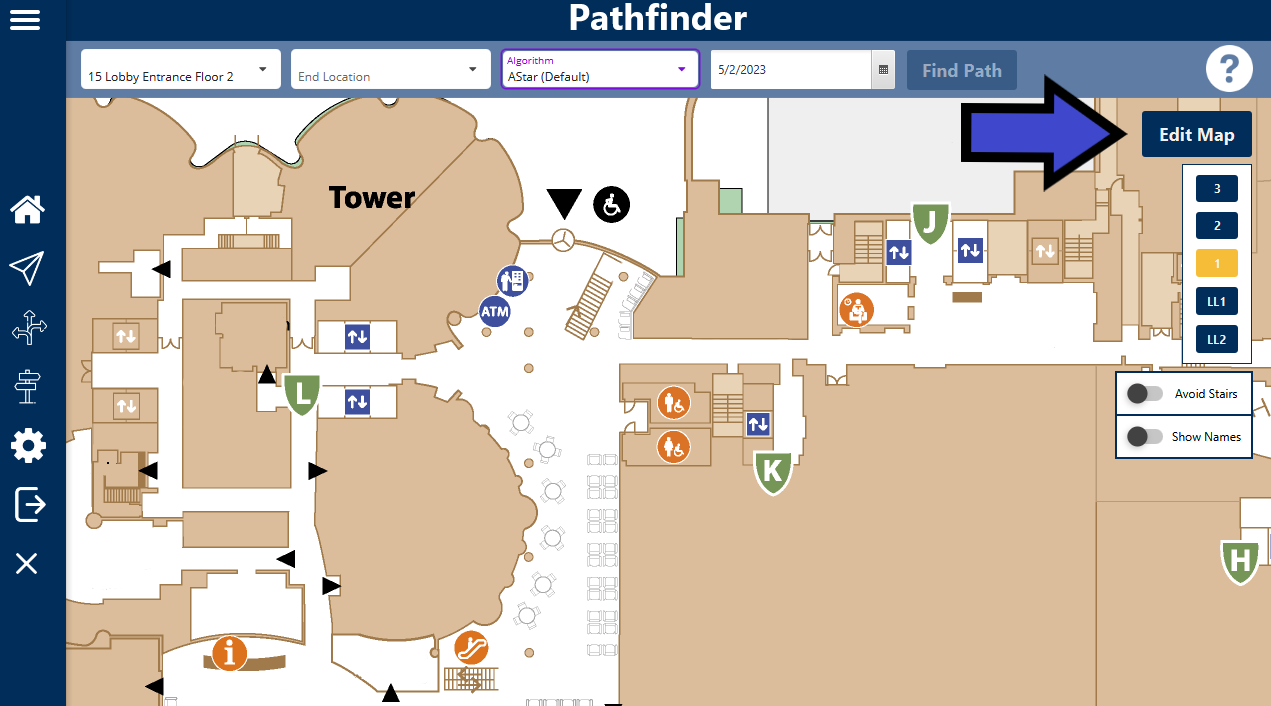 Pathfinder
15 Lobby Entrance Floor 2
End Location
Algorithm
AStar (Default)
5/2/2023
Find Path
?
Edit Map
3
2
1
LL1
LL2
Avoid Stairs
Show Names
Tower
J
ATM
L
K
H
i